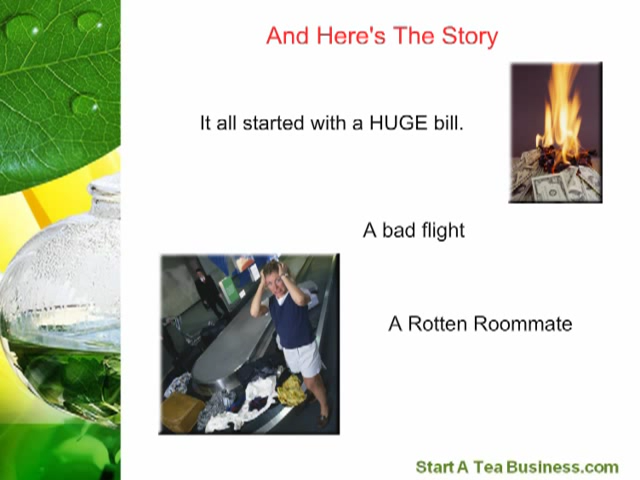 And Here's The Story
It all started with a HUGE bill.
A bad flight
A Rotten Roommate
Start A Tea Business.com